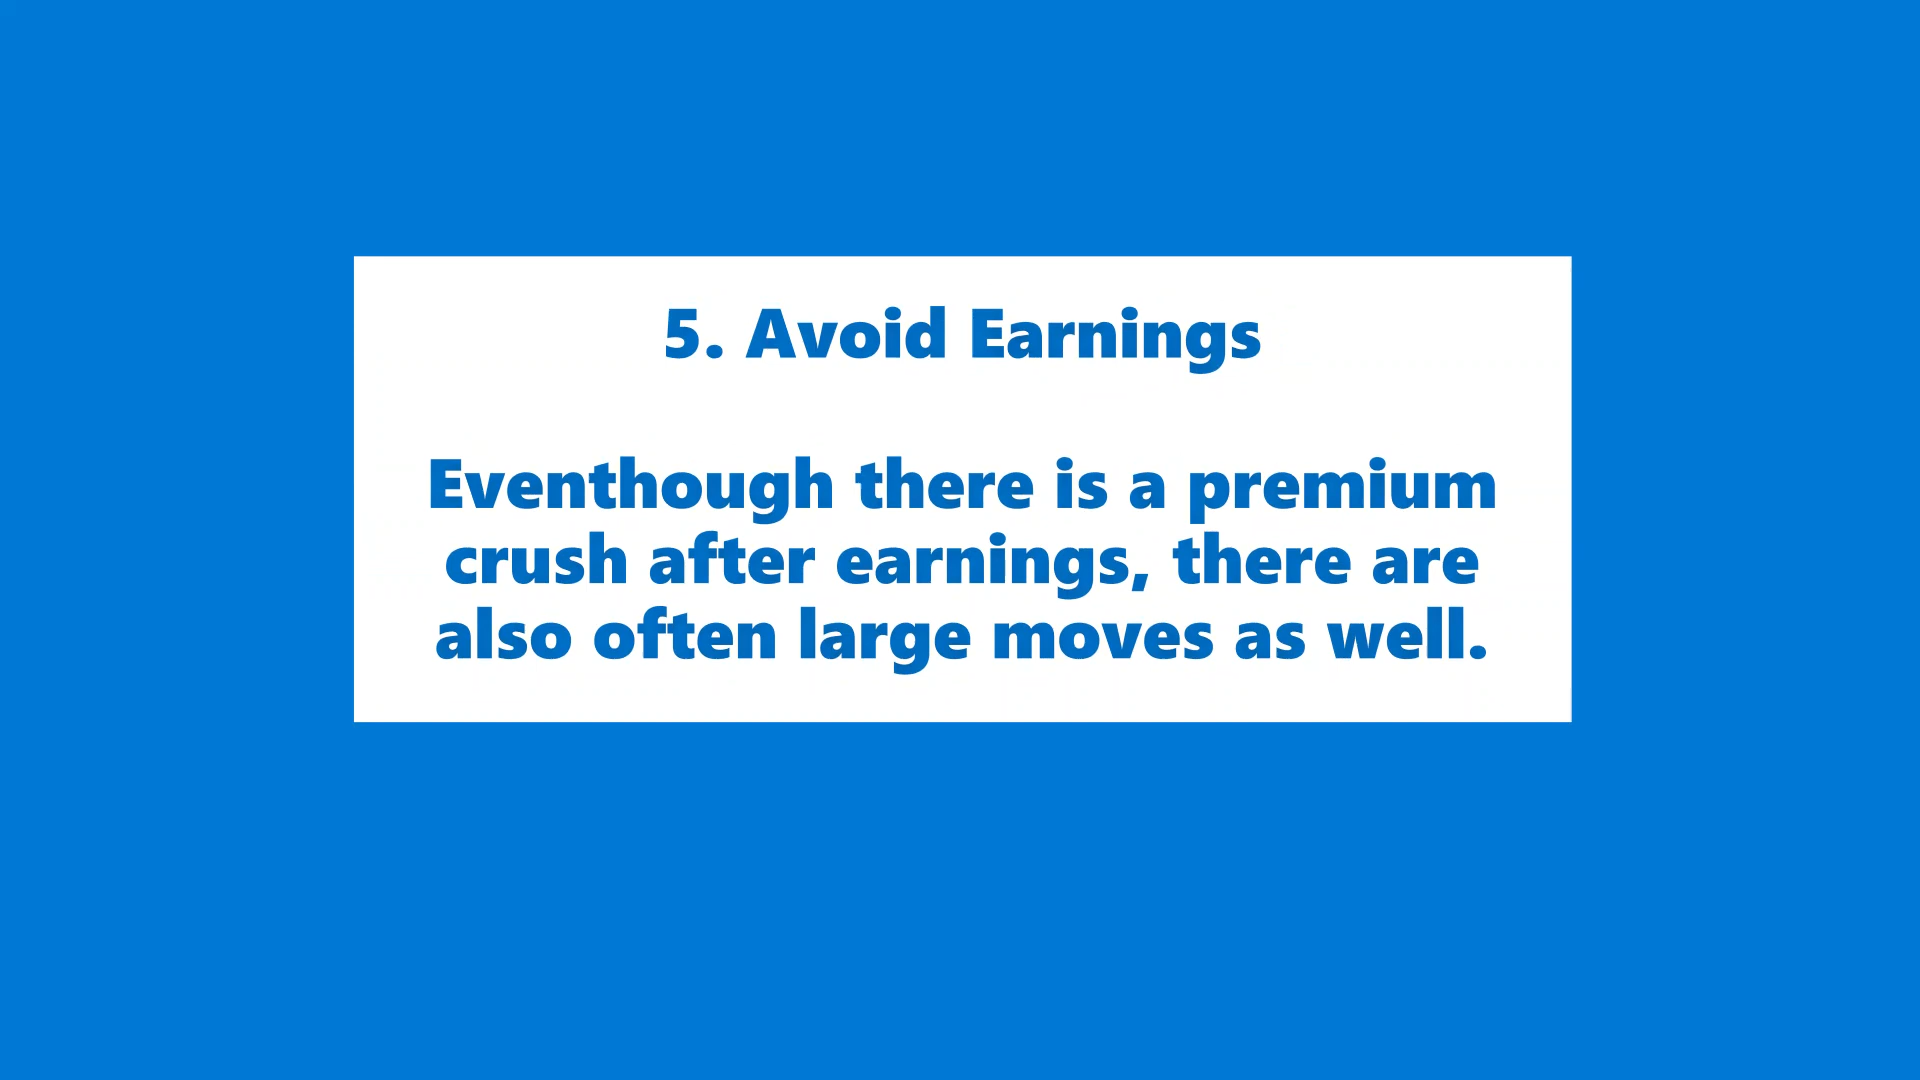 5. Avoid Earnings
Eventhough there is a premium
crush after earnings, there are
also often large moves as well.